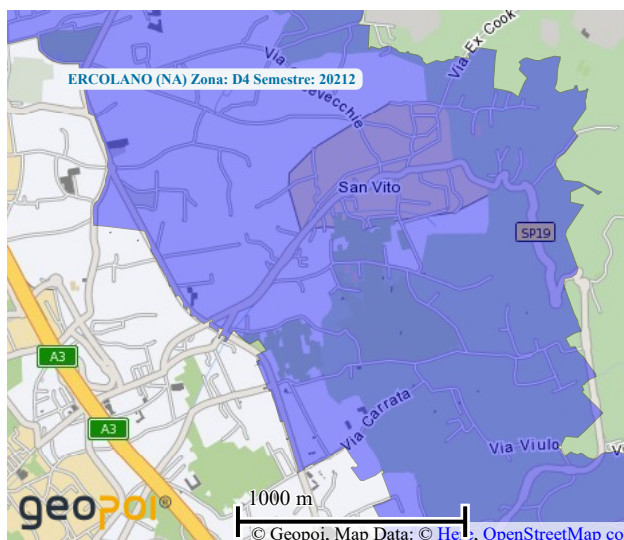 Via Ex Cook
ERCOLANO (NA) Zona: D4 Semestre: 20212
San Vito
SP19
A3
A3
Via Carrata
Via Viulo
geopoi®
1000 m
© Geopoi, Map Data: © Here, OpenStreetMap co